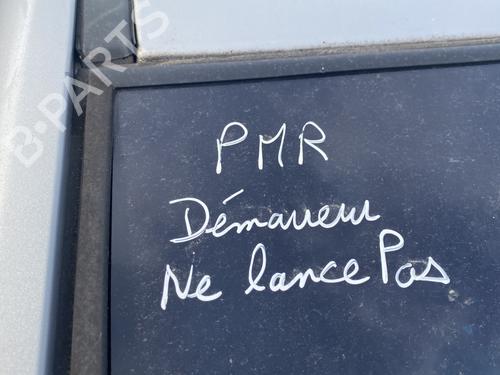 B-PARTS
PMR
Démarreur
Ne lance Pas